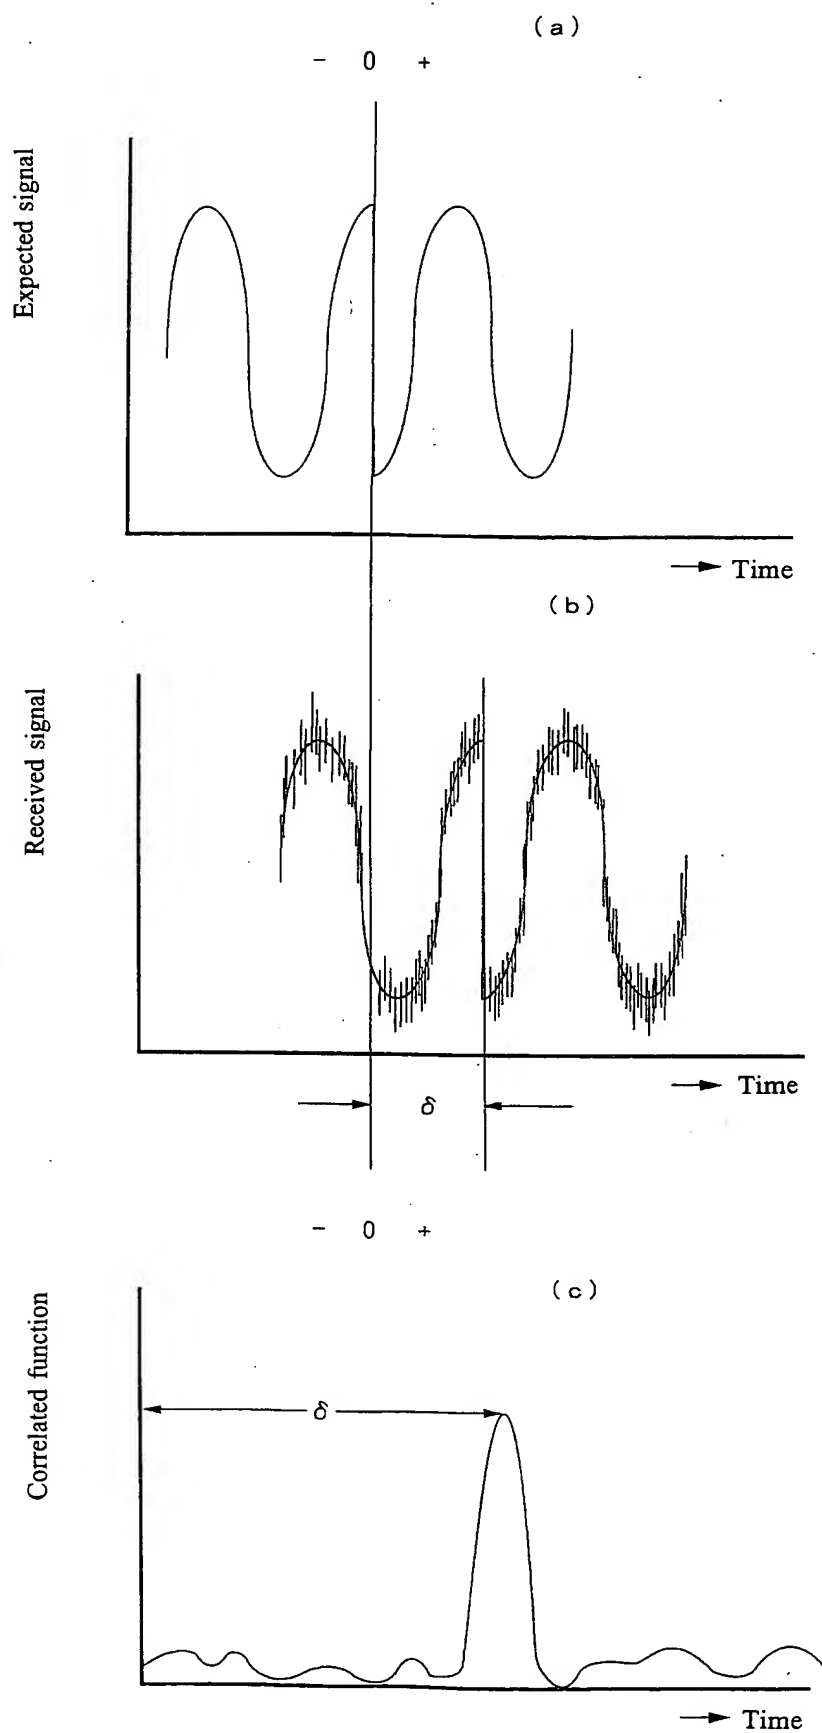 (a)
- 0 +
Expected signal
Time
(b)
Received signal
Time
δ
- 0 +
(c)
Correlated function
δ
Time